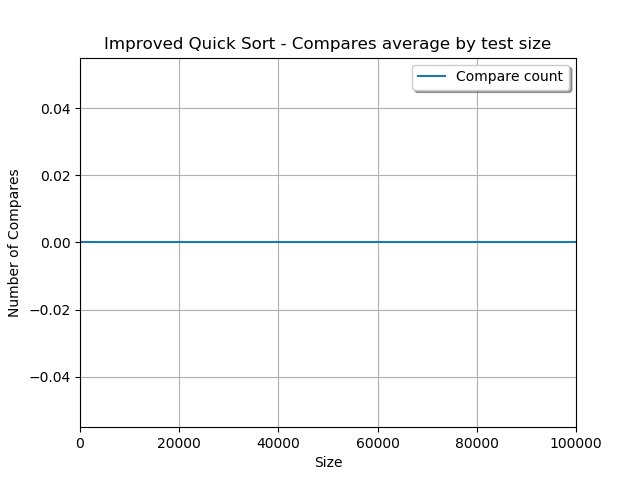 Improved Quick Sort - Compares average by test size
Compare count
Number of Compares
0.04
0.02
0.00
−0.02
−0.04
0 20000 40000 60000 80000 100000
Size